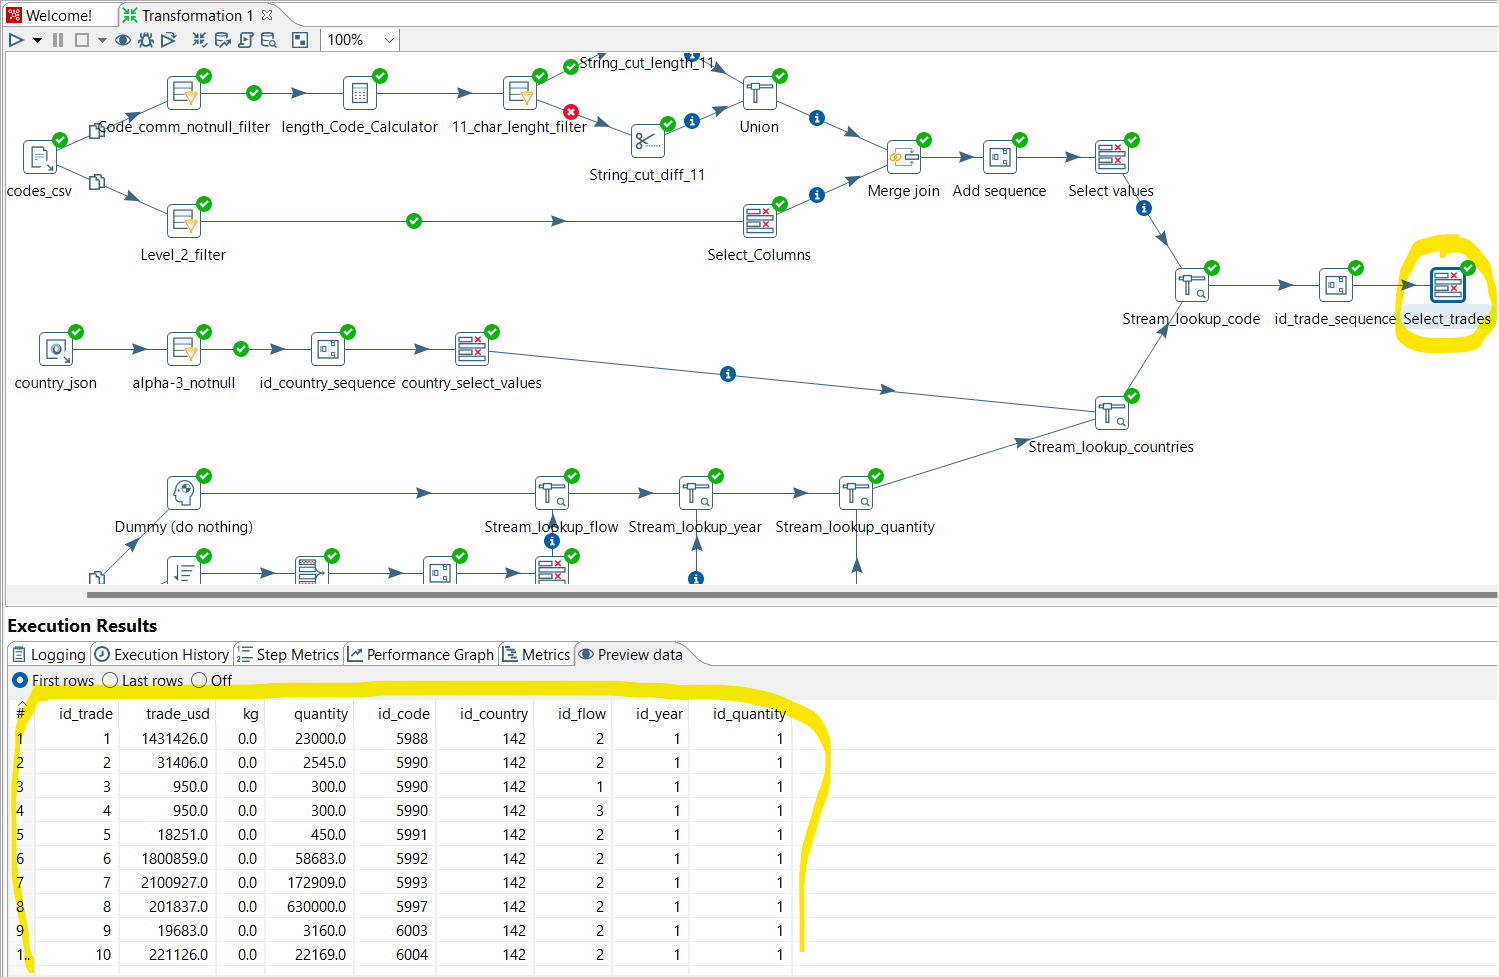 Welcome!
Transformation 1
100%
String_cut_length_11
Code_comm_notnull_filter
length_Code_Calculator
11_char_lenght_filter
Union
String_cut_diff_11
codes_csv
Merge join
Add sequence
Select values
Level_2_filter
Select_Columns
Stream_lookup_code
id_trade_sequence
Select_trades
country_json
alpha-3_notnull
id_country_sequence
country_select_values
Stream_lookup_countries
Dummy (do nothing)
Stream_lookup_flow
Stream_lookup_year
Stream_lookup_quantity
Execution Results
Logging
Execution History
Step Metrics
Performance Graph
Metrics
Preview data
First rows
Last rows
Off
# id_trade trade_usd kg quantity id_code id_country id_flow id_year id_quantity
1 1 1431426.0 0.0 23000.0 5988 142 2 1 1
2 2 31406.0 0.0 2545.0 5990 142 2 1 1
3 3 950.0 0.0 300.0 5990 142 1 1 1
4 4 950.0 0.0 300.0 5990 142 3 1 1
5 5 18251.0 0.0 450.0 5991 142 2 1 1
6 6 1800859.0 0.0 58683.0 5992 142 2 1 1
7 7 2100927.0 0.0 172909.0 5993 142 2 1 1
8 8 201837.0 0.0 630000.0 5997 142 2 1 1
9 9 19683.0 0.0 3160.0 6003 142 2 1 1
1.. 10 221126.0 0.0 22169.0 6004 142 2 1 1